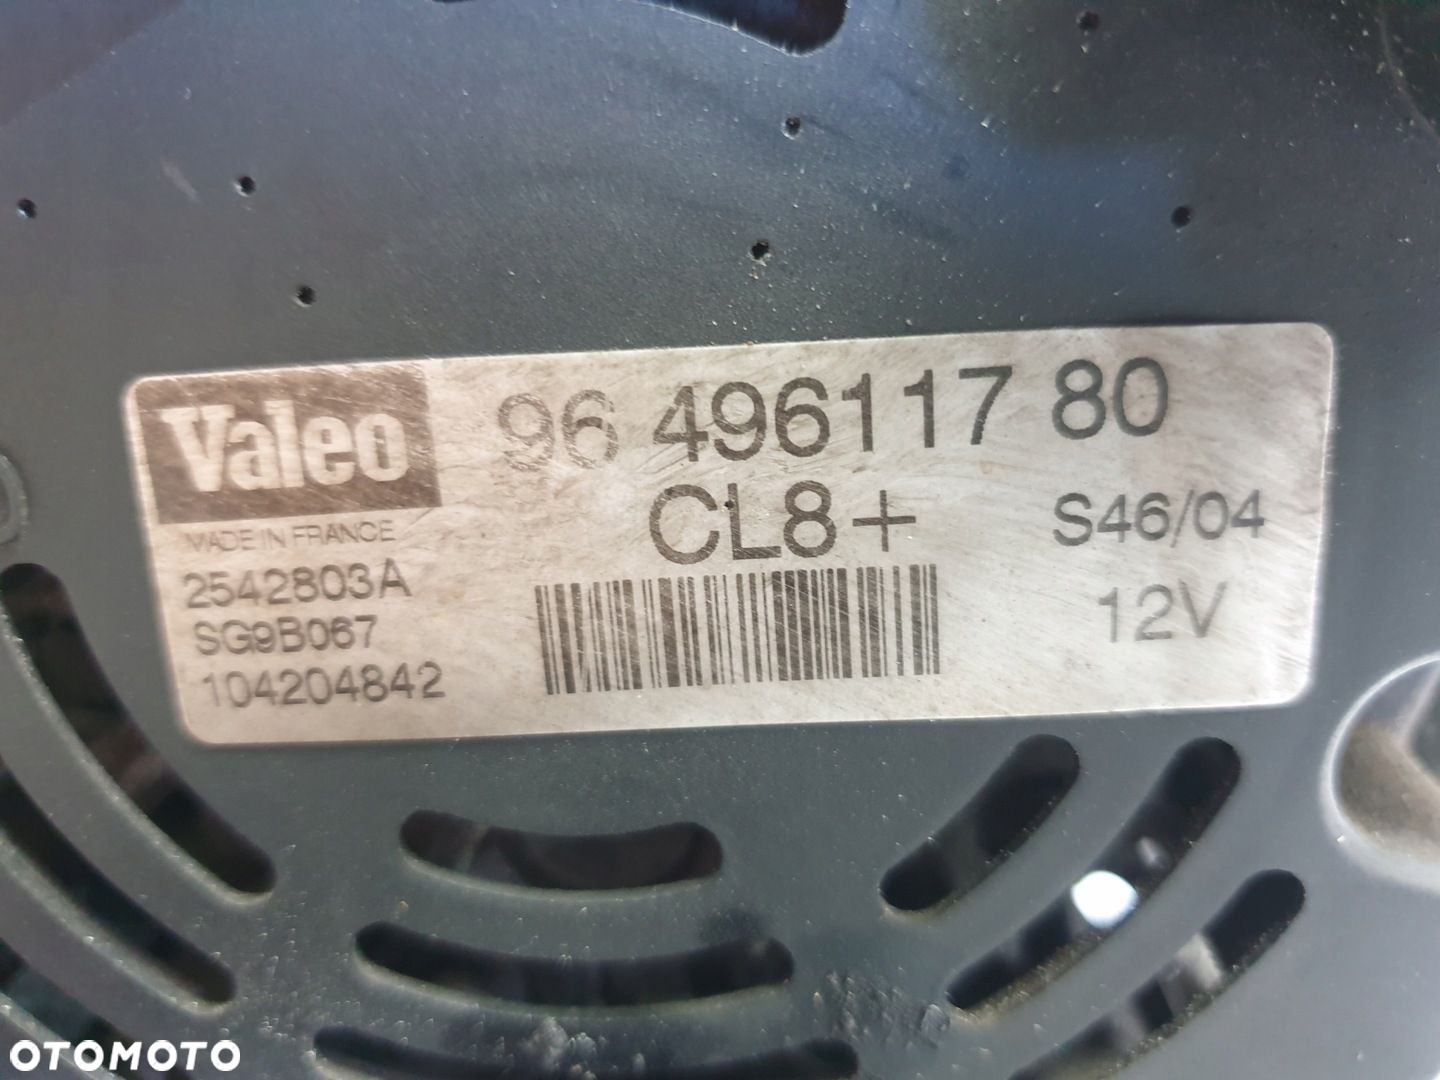 Valeo
96 496117 80
CL8+
S46/04
12V
MADE IN FRANCE
2542803A
SG9B067
104204842
OTOMOTO